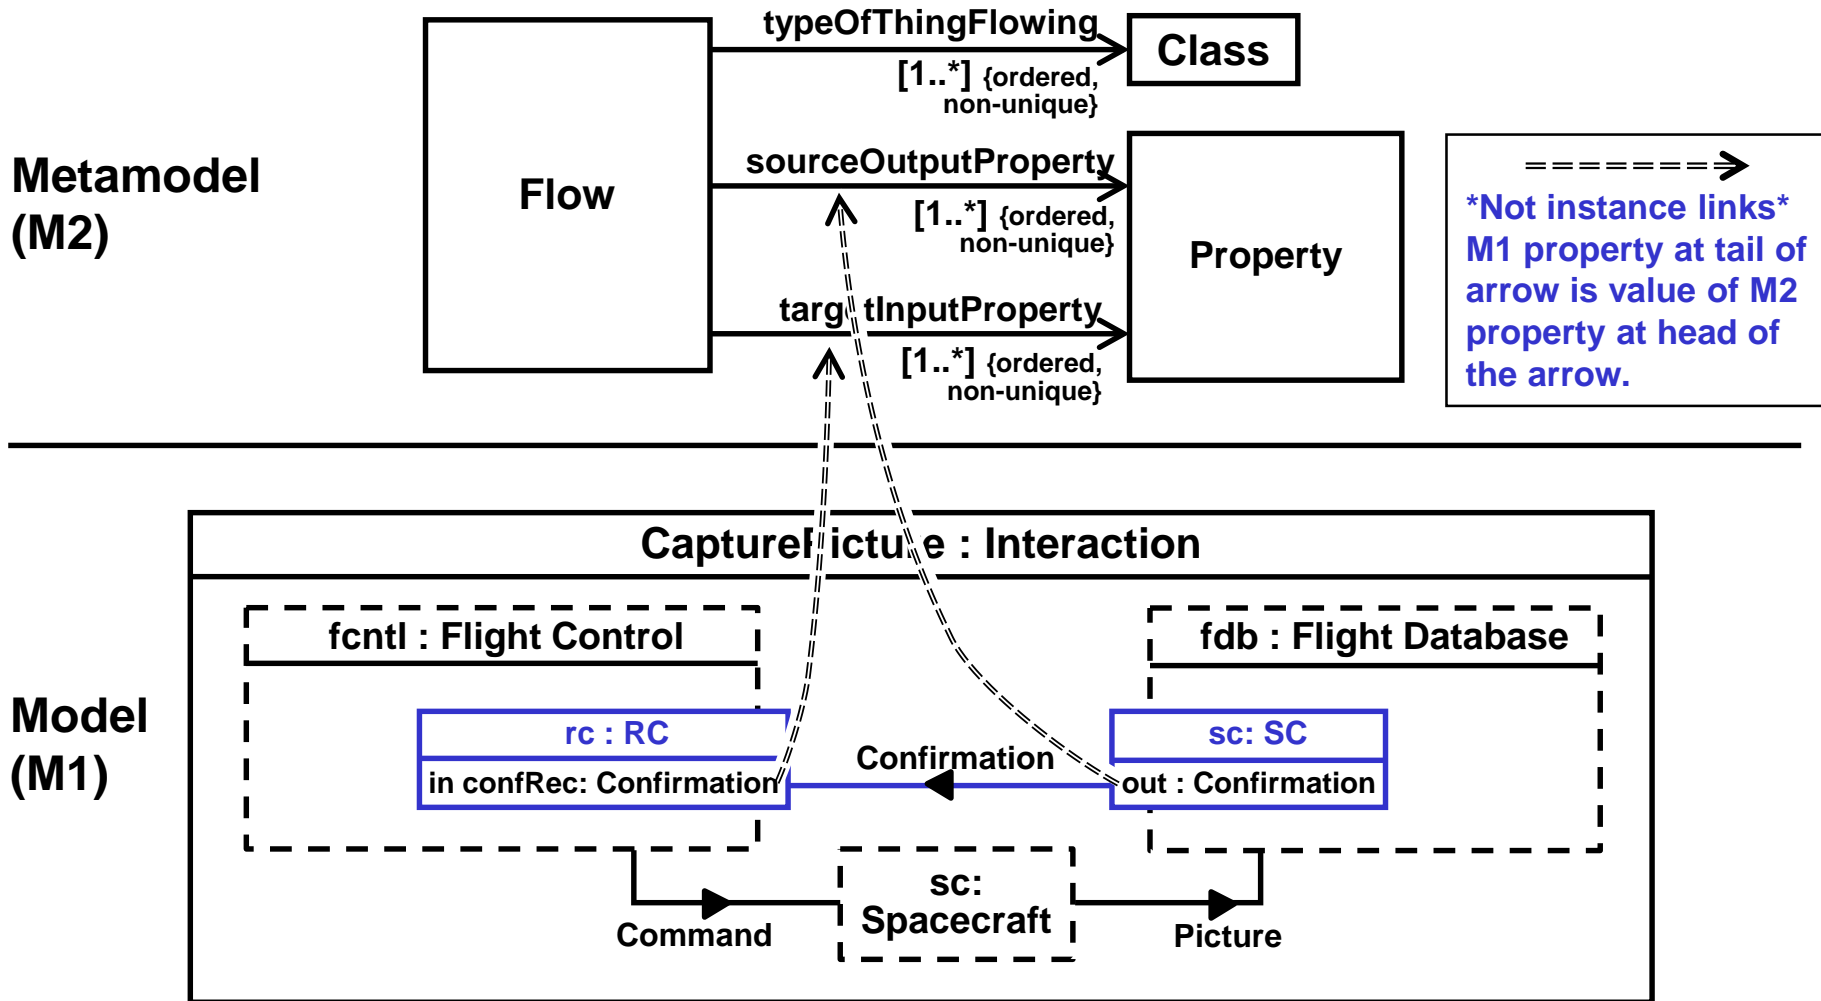 typeOfThingFlowing
Class
[1..*] {ordered,
non-unique}
Metamodel
(M2)
Flow
sourceOutputProperty
[1..*] {ordered,
non-unique}
Property
targetInputProperty
[1..*] {ordered,
non-unique}
*Not instance links*
M1 property at tail of
arrow is value of M2
property at head of
the arrow.
Model
(M1)
CapturePicture : Interaction
fcntl : Flight Control
fdb : Flight Database
rc : RC
in confRec: Confirmation
Confirmation
sc: SC
out : Confirmation
sc:
Spacecraft
Command
Picture